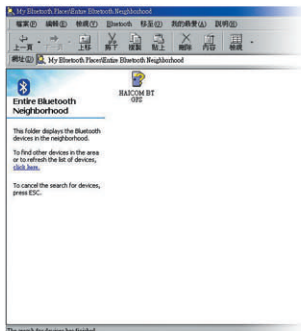 My Bluetooth Places\Entire Bluetooth Neighborhood
檔案(F) 編輯(E) 檢視(V) Bluetooth 移至(G) 我的最愛(A) 說明(H)
上一頁 下一頁 上移 剪下 複製 貼上 刪除 內容 檢視
網址(D) My Bluetooth Places\Entire Bluetooth Neighborhood
Entire Bluetooth
Neighborhood
HAICOM BT
GPS
This folder displays the Bluetooth
devices in the neighborhood.
To find other devices in the area
or to refresh the list of devices,
click here.
To cancel the search for devices,
press ESC.
The search for devices has finished.